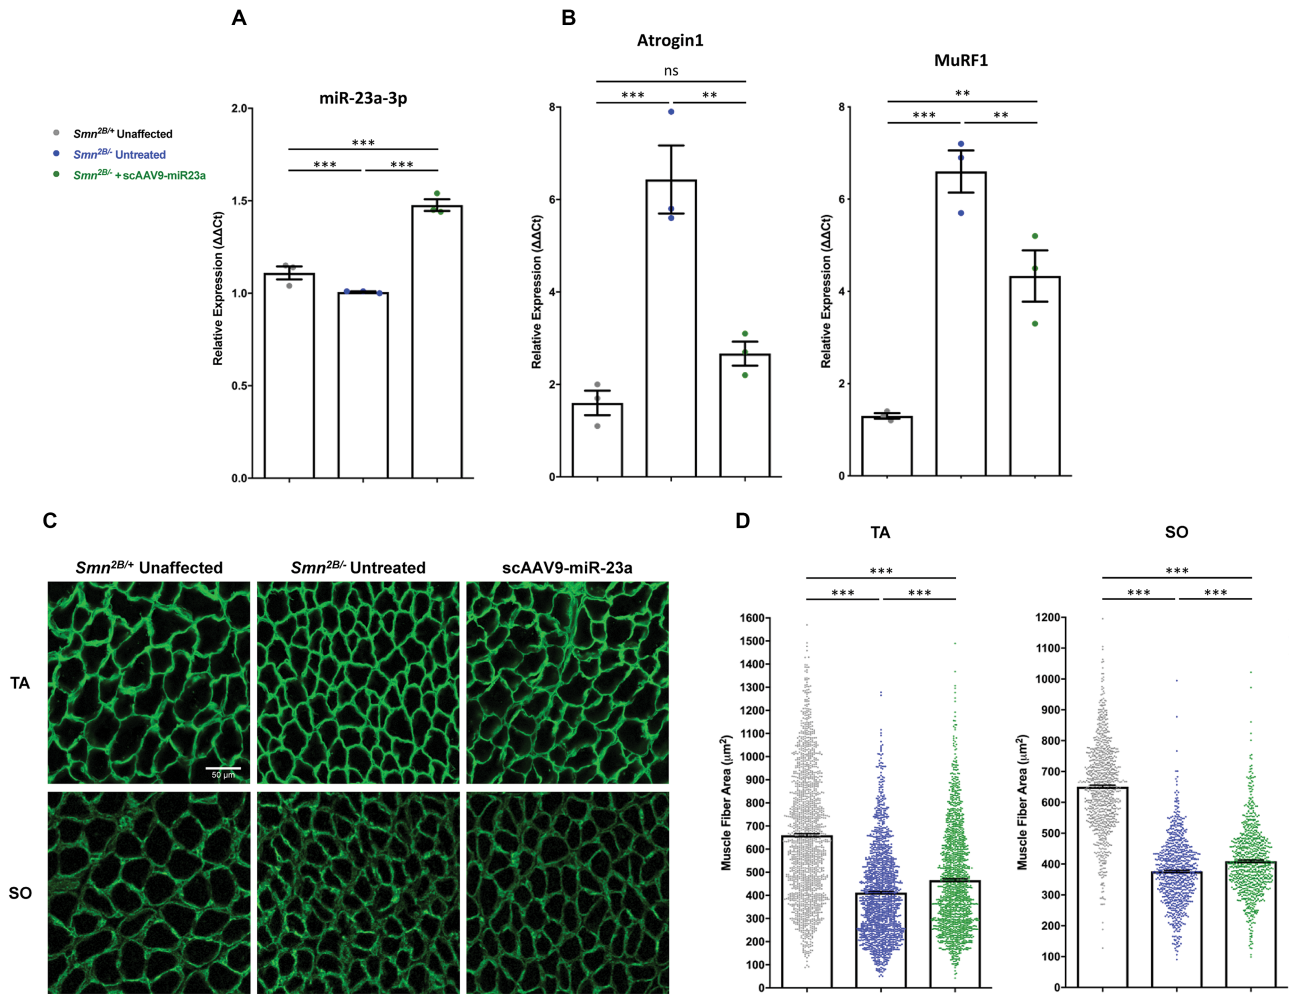 A
B
miR-23a-3p
Atrogin1
MuRF1
Smn2B/+ Unaffected
Smn2B/- Untreated
Smn2B/- + scAAV9-miR23a
Relative Expression (ΔΔCt)
2.0
1.5
1.0
0.5
0.0
***
***
***
Relative Expression (ΔΔCt)
8
6
4
2
0
ns
***
**
Relative Expression (ΔΔCt)
8
6
4
2
0
**
***
**
C
Smn2B/+ Unaffected
Smn2B/- Untreated
scAAV9-miR-23a
TA
50 µm
SO
D
TA
SO
***
***
***
Muscle Fiber Area (µm2)
1600
1500
1400
1300
1200
1100
1000
900
800
700
600
500
400
300
200
100
0
***
***
***
Muscle Fiber Area (µm2)
1200
1100
1000
900
800
700
600
500
400
300
200
100
0